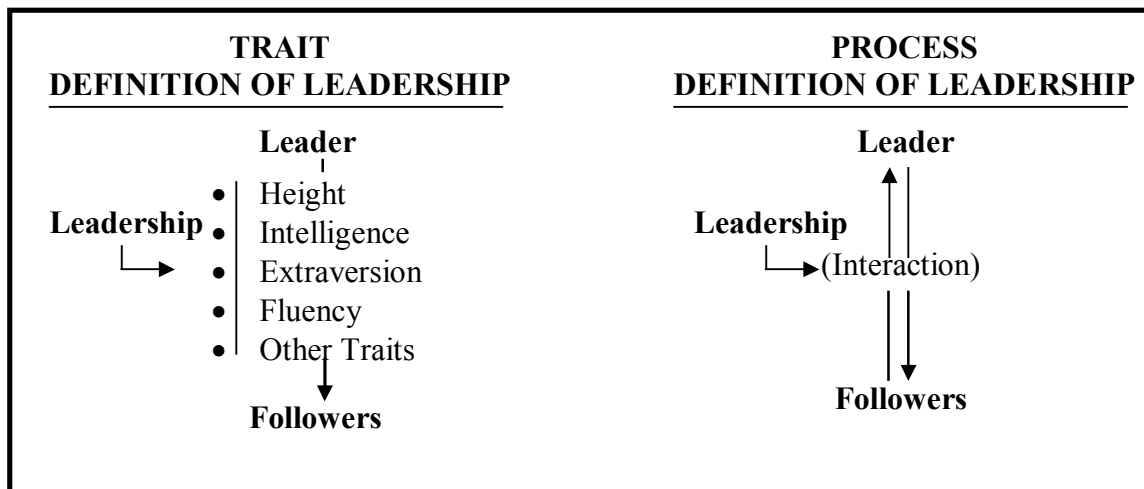 TRAIT
DEFINITION OF LEADERSHIP
Leader
• Height
Leadership
• Intelligence
• Extraversion
• Fluency
• Other Traits
Followers
PROCESS
DEFINITION OF LEADERSHIP
Leader
Leadership
(Interaction)
Followers